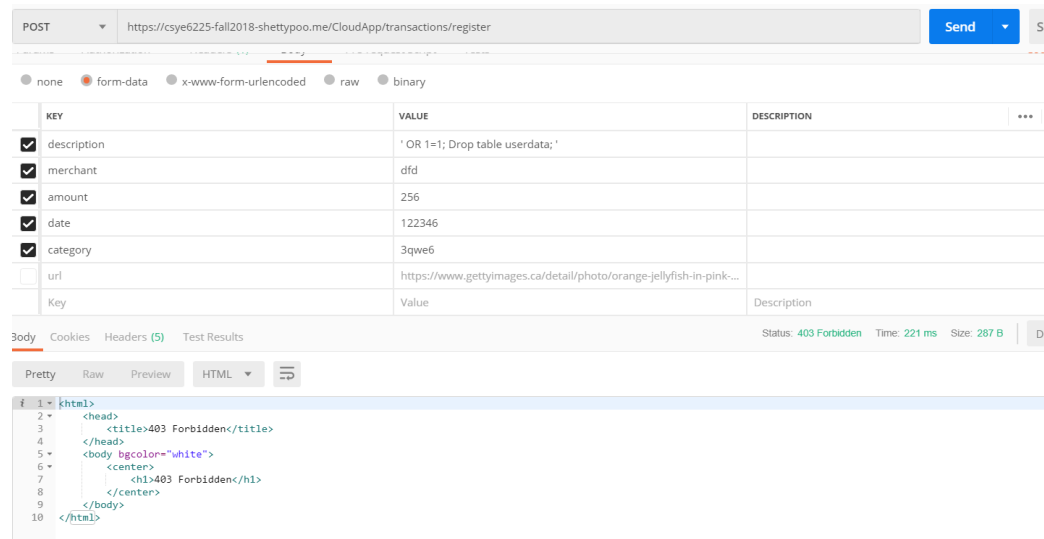 POST https://csye6225-fall2018-shettypoo.me/CloudApp/transactions/register Send S
none form-data x-www-form-urlencoded raw binary
KEY VALUE DESCRIPTION •••
description ' OR 1=1; Drop table userdata; '
merchant dfd
amount 256
date 122346
category 3qwe6
url https://www.gettyimages.ca/detail/photo/orange-jellyfish-in-pink-...
Key Value Description
Body Cookies Headers (5) Test Results Status: 403 Forbidden Time: 221 ms Size: 287 B D
Pretty Raw Preview HTML
i 1 <html>
2 <head>
3 <title>403 Forbidden</title>
4 </head>
5 <body bgcolor="white">
6 <center>
7 <h1>403 Forbidden</h1>
8 </center>
9 </body>
10 </html>